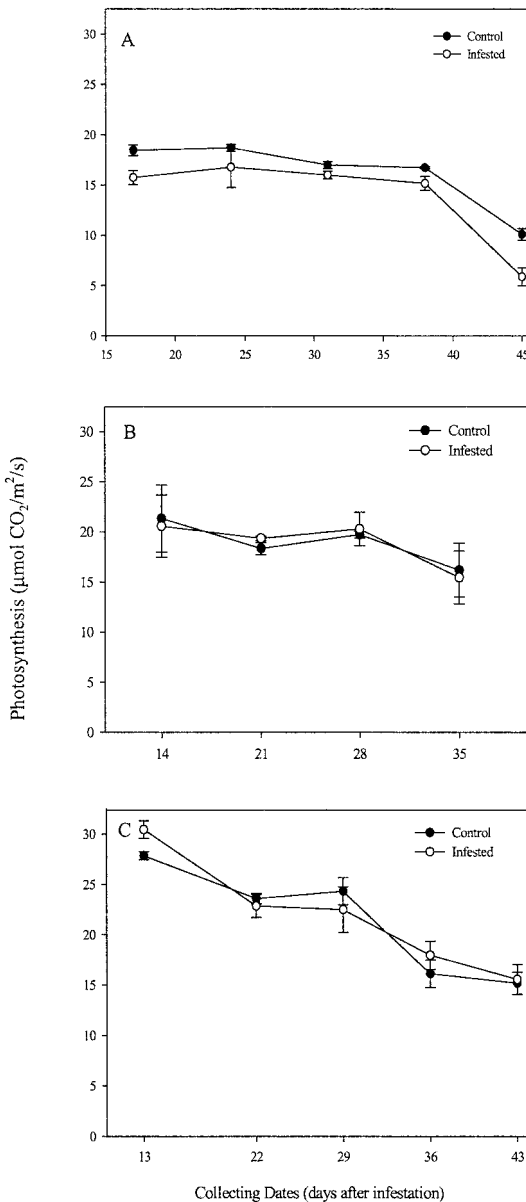 A
Control
Infested
30
25
20
15
10
5
0
15 20 25 30 35 40 45
B
Control
Infested
30
25
20
15
10
5
0
14 21 28 35
Photosynthesis (μmol CO₂/m²/s)
C
Control
Infested
30
25
20
15
10
5
0
13 22 29 36 43
Collecting Dates (days after infestation)